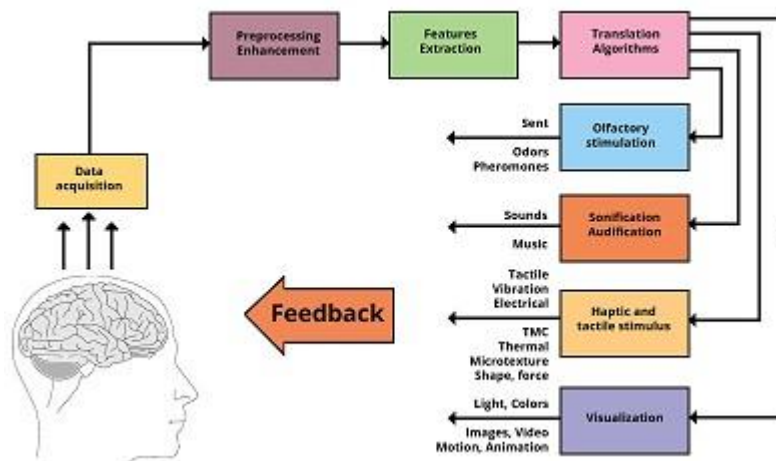 Preprocessing
Enhancement
Features
Extraction
Translation
Algorithms
Data
acquisition
Sent
Odors
Pheromones
Olfactory
stimulation
Sounds
Music
Sonification
Audification
Feedback
Tactile
Vibration
Electrical
TMC
Thermal
Microtexture
Shape, force
Haptic and
tactile stimulus
Light, Colors
Images, Video
Motion, Animation
Visualization